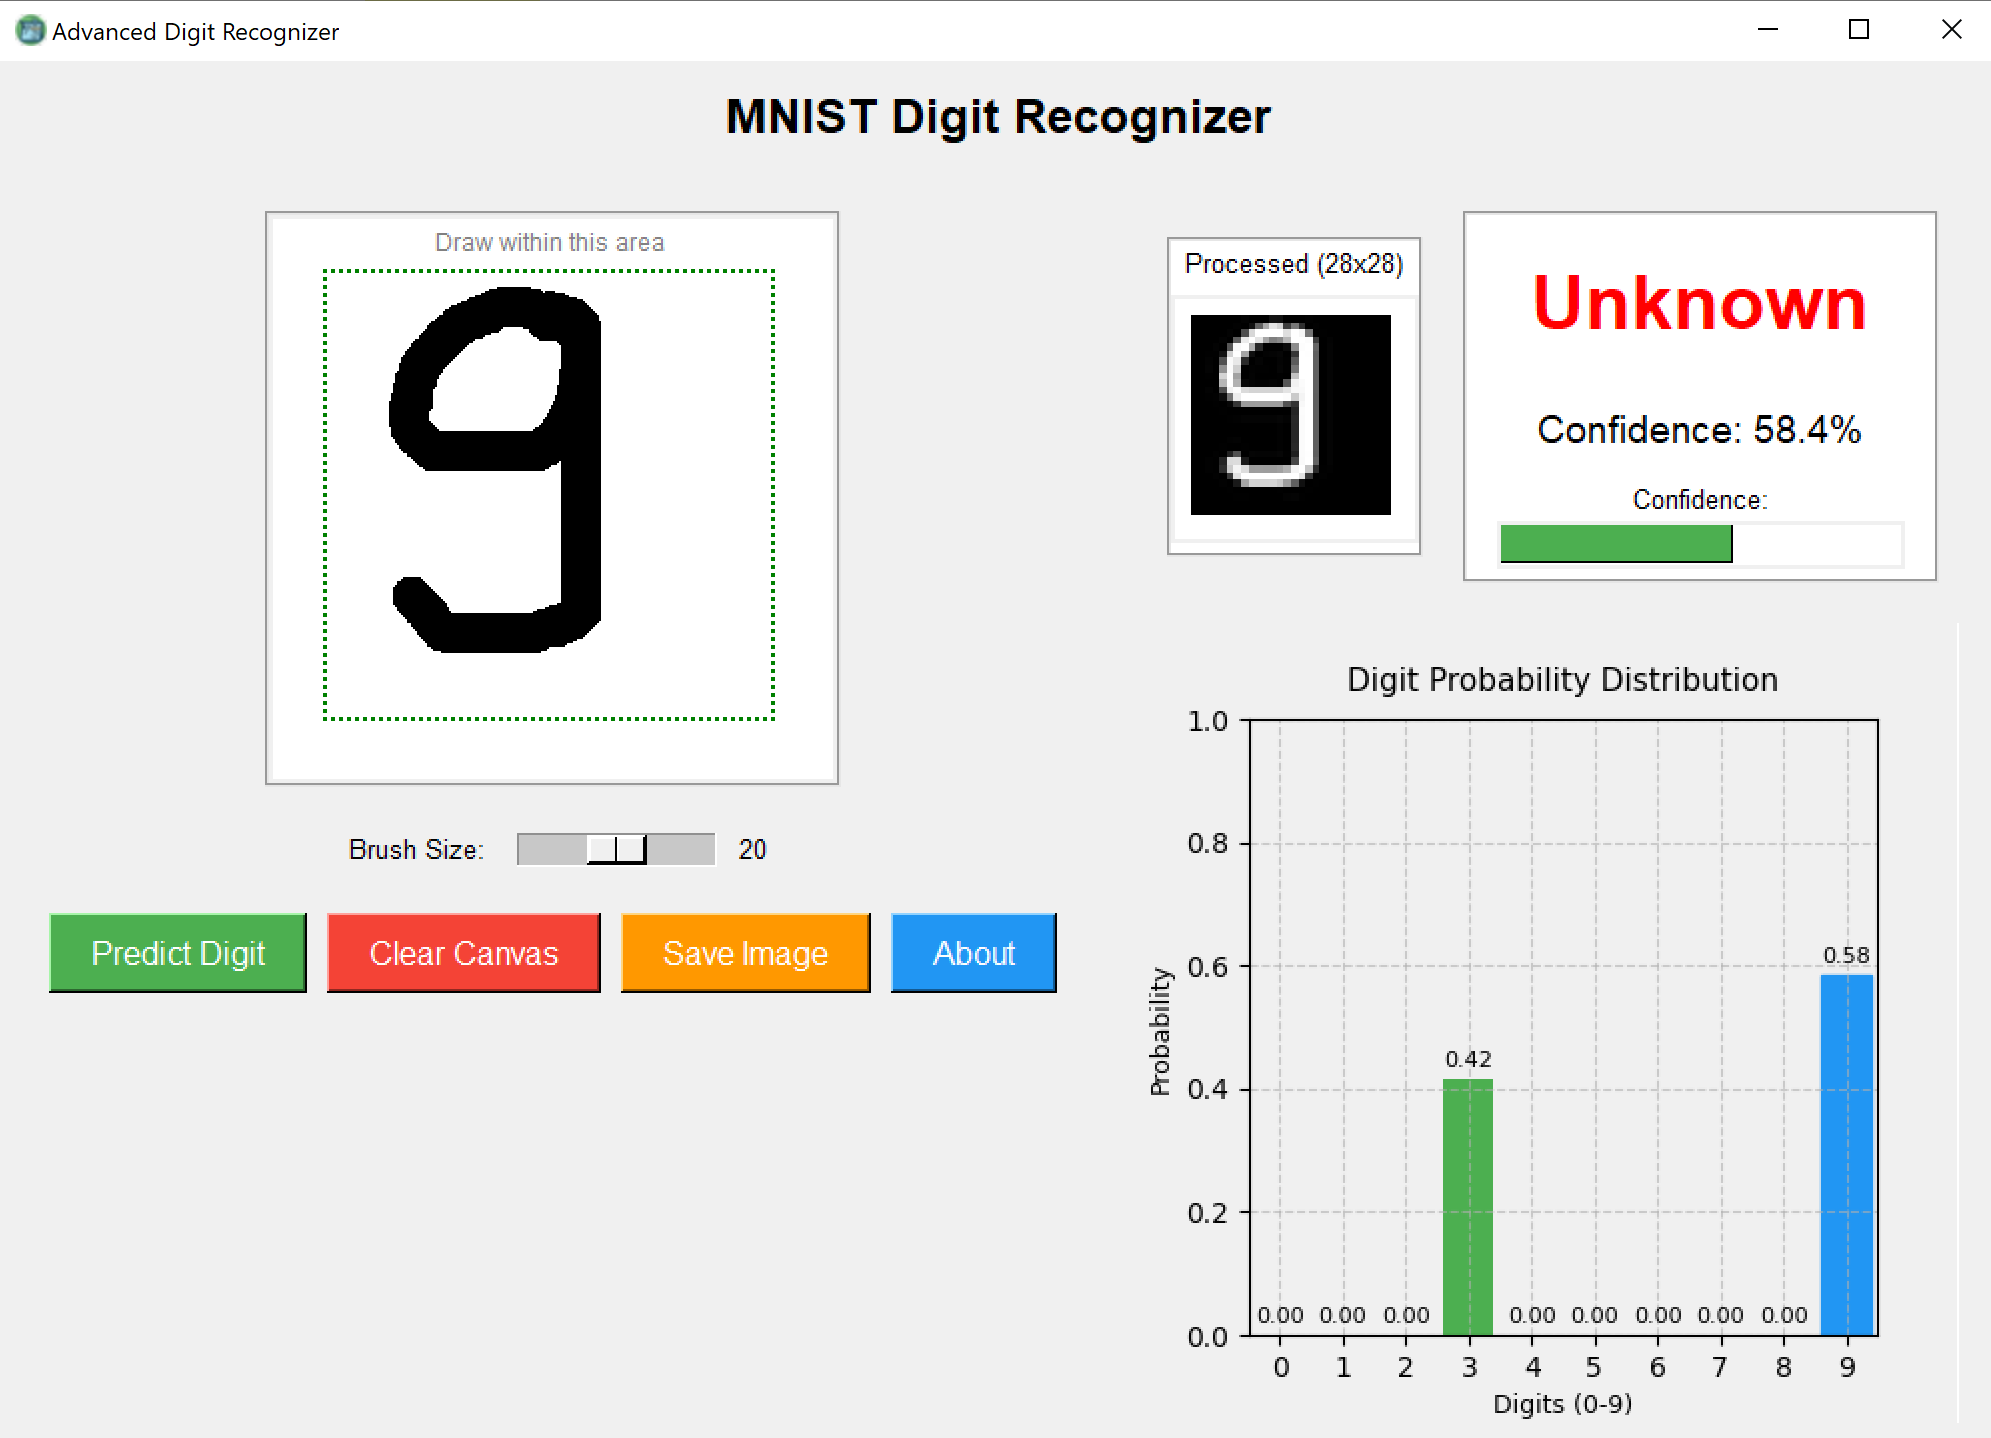 Advanced Digit Recognizer
MNIST Digit Recognizer
Draw within this area
9
Brush Size: 20
Predict Digit Clear Canvas Save Image About
Processed (28x28)
9
Unknown
Confidence: 58.4%
Confidence:
Digit Probability Distribution
Probability
1.0
0.8
0.6
0.4
0.2
0.0
0.00 0.00 0.00 0.42 0.00 0.00 0.00 0.00 0.00 0.58
0 1 2 3 4 5 6 7 8 9
Digits (0-9)